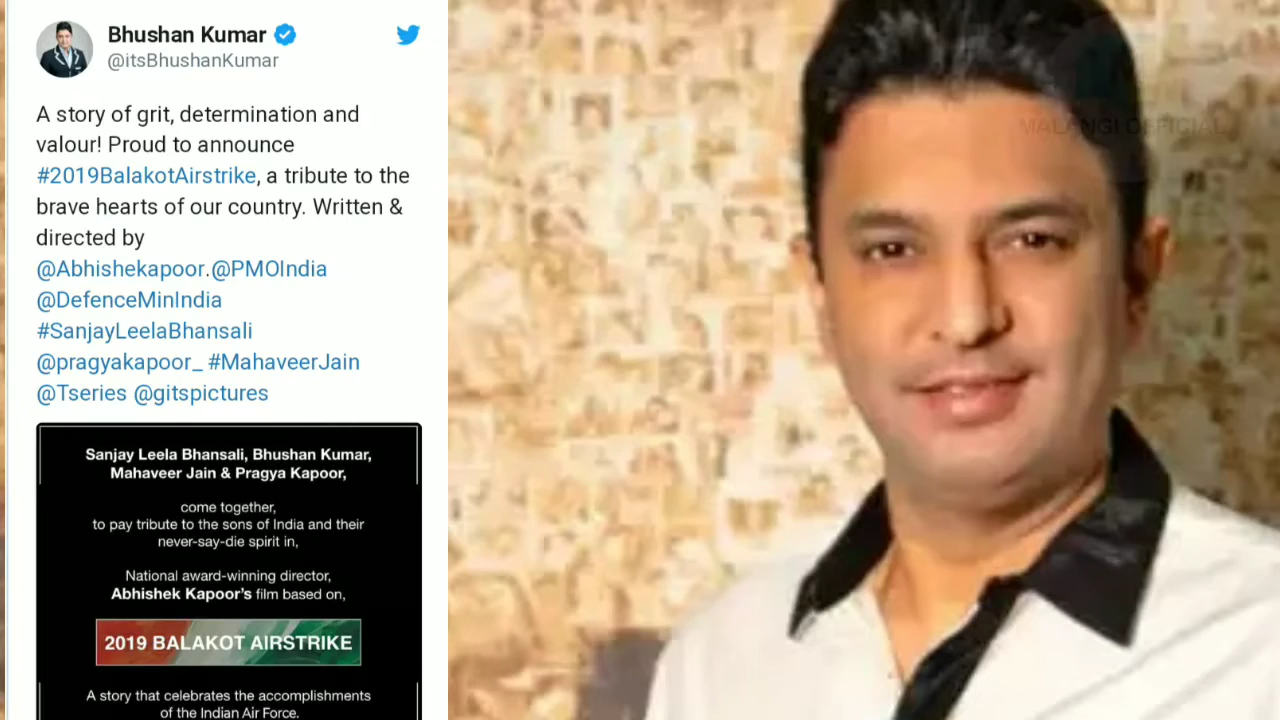 Bhushan Kumar
@itsBhushanKumar
A story of grit, determination and
valour! Proud to announce
#2019BalakotAirstrike, a tribute to the
brave hearts of our country. Written &
directed by
@Abhishekapoor.@PMOIndia
@DefenceMinIndia
#SanjayLeelaBhansali
@pragyakapoor_ #MahaveerJain
@Tseries @gitspictures
Sanjay Leela Bhansali, Bhushan Kumar,
Mahaveer Jain & Pragya Kapoor,
come together,
to pay tribute to the sons of India and their
never-say-die spirit in,
National award-winning director,
Abhishek Kapoor's film based on,
2019 BALAKOT AIRSTRIKE
A story that celebrates the accomplishments
of the Indian Air Force.
MALANGI OFFICIAL